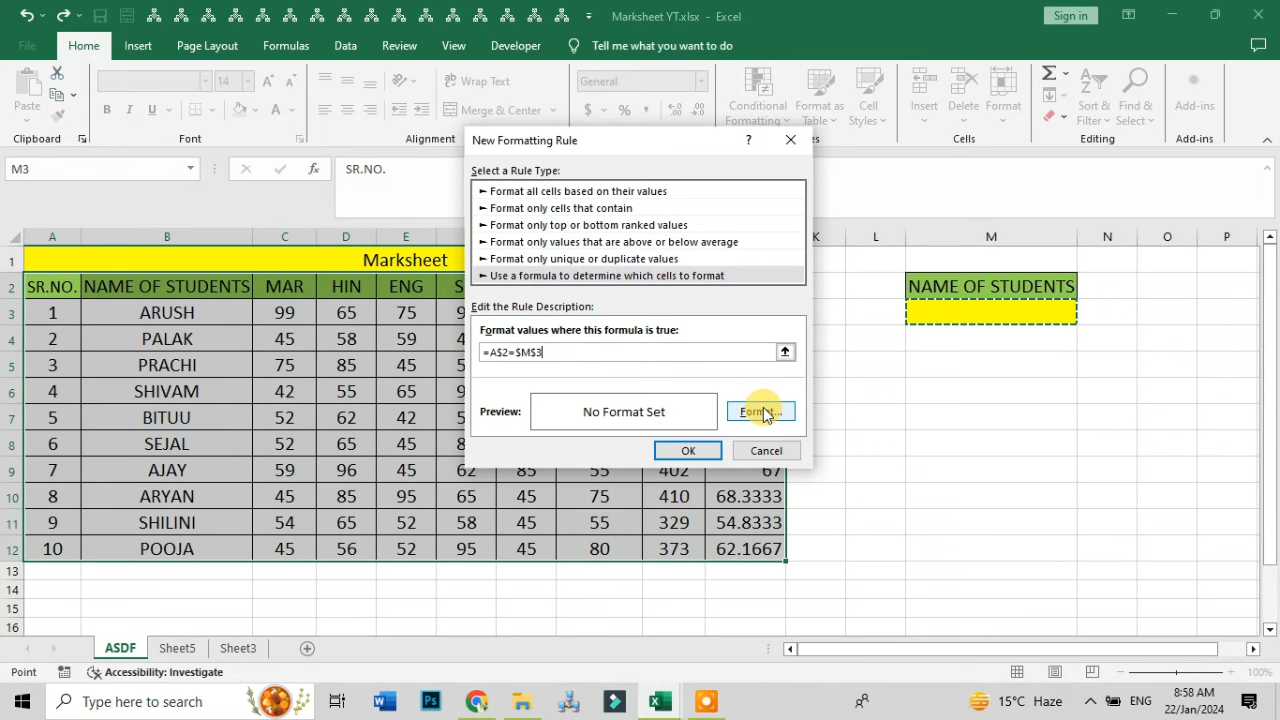 Marksheet YT.xlsx - Excel
Sign in
File Home Insert Page Layout Formulas Data Review View Developer Tell me what you want to do
Paste
14
B I U
A
Wrap Text
Merge & Center
General
$ %
Conditional Formatting
Format as Table
Cell Styles
Insert
Delete
Format
Sort & Filter
Find & Select
Add-ins
Clipboard Font Alignment Cells Editing Add-ins
M3 fx SR.NO.
New Formatting Rule ?
Select a Rule Type:
► Format all cells based on their values
► Format only cells that contain
► Format only top or bottom ranked values
► Format only values that are above or below average
► Format only unique or duplicate values
► Use a formula to determine which cells to format
Edit the Rule Description:
Format values where this formula is true:
=A$2=$M$3
Preview: No Format Set
OK Cancel
A B C D E K L M N O P
1 Marksheet
2 SR.NO. NAME OF STUDENTS MAR HIN ENG NAME OF STUDENTS
3 1 ARUSH 99 65 75
4 2 PALAK 45 58 59
5 3 PRACHI 75 85 45
6 4 SHIVAM 42 55 65
7 5 BITUU 52 62 42
8 6 SEJAL 52 65 45
9 7 AJAY 59 96 45 62 85 55 402 67
10 8 ARYAN 45 85 95 65 45 75 410 68.3333
11 9 SHILINI 54 65 52 58 45 55 329 54.8333
12 10 POOJA 45 56 52 95 45 80 373 62.1667
13
14
15
16
ASDF Sheet5 Sheet3
Point Accessibility: Investigate 100%
Type here to search
15°C Haze
ENG
8:58 AM
22/Jan/2024